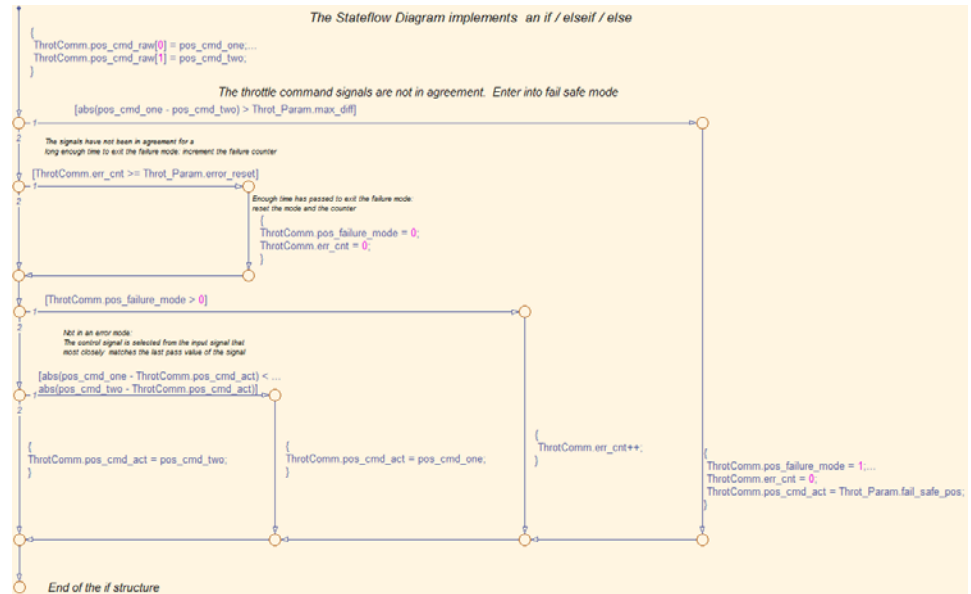 The Stateflow Diagram implements an if / elseif / else
{
ThrotComm.pos_cmd_raw[0] = pos_cmd_one;...
ThrotComm.pos_cmd_raw[1] = pos_cmd_two;
}
The throttle command signals are not in agreement. Enter into fail safe mode
[abs(pos_cmd_one - pos_cmd_two) > Throt_Param.max_diff]
1
2
The signals have not been in agreement for a
long enough time to exit the failure mode: increment the failure counter
[ThrotComm.err_cnt >= Throt_Param.error_reset]
1
2
Enough time has passed to exit the failure mode:
reset the mode and the counter
{
ThrotComm.pos_failure_mode = 0;
ThrotComm.err_cnt = 0;
}
[ThrotComm.pos_failure_mode > 0]
1
2
Not in an error mode:
The control signal is selected from the input signal that
most closely matches the last pass value of the signal
[abs(pos_cmd_one - ThrotComm.pos_cmd_act) < ...
abs(pos_cmd_two - ThrotComm.pos_cmd_act)]
1
2
{
ThrotComm.pos_cmd_act = pos_cmd_two;
}
{
ThrotComm.pos_cmd_act = pos_cmd_one;
}
{
ThrotComm.err_cnt++;
}
{
ThrotComm.pos_failure_mode = 1;...
ThrotComm.err_cnt = 0;
ThrotComm.pos_cmd_act = Throt_Param.fail_safe_pos;
}
End of the if structure